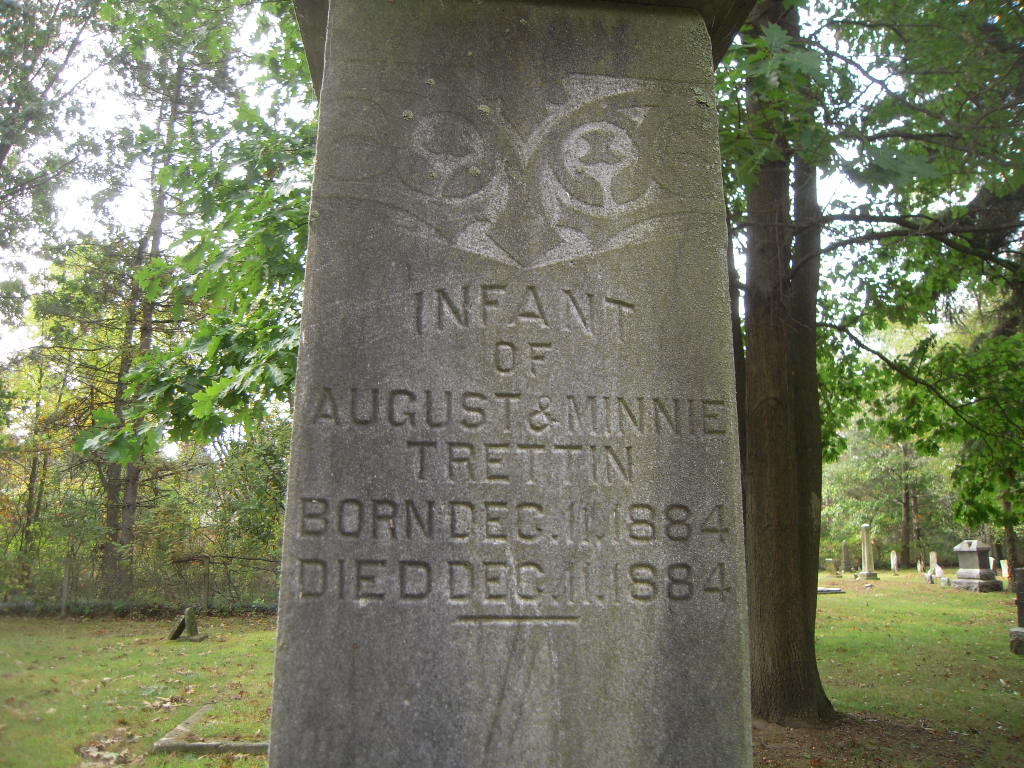 INFANT
OF
AUGUST & MINNIE
TRETTIN
BORN DEC. 11. 1884
DIED DEC. 11. 1884